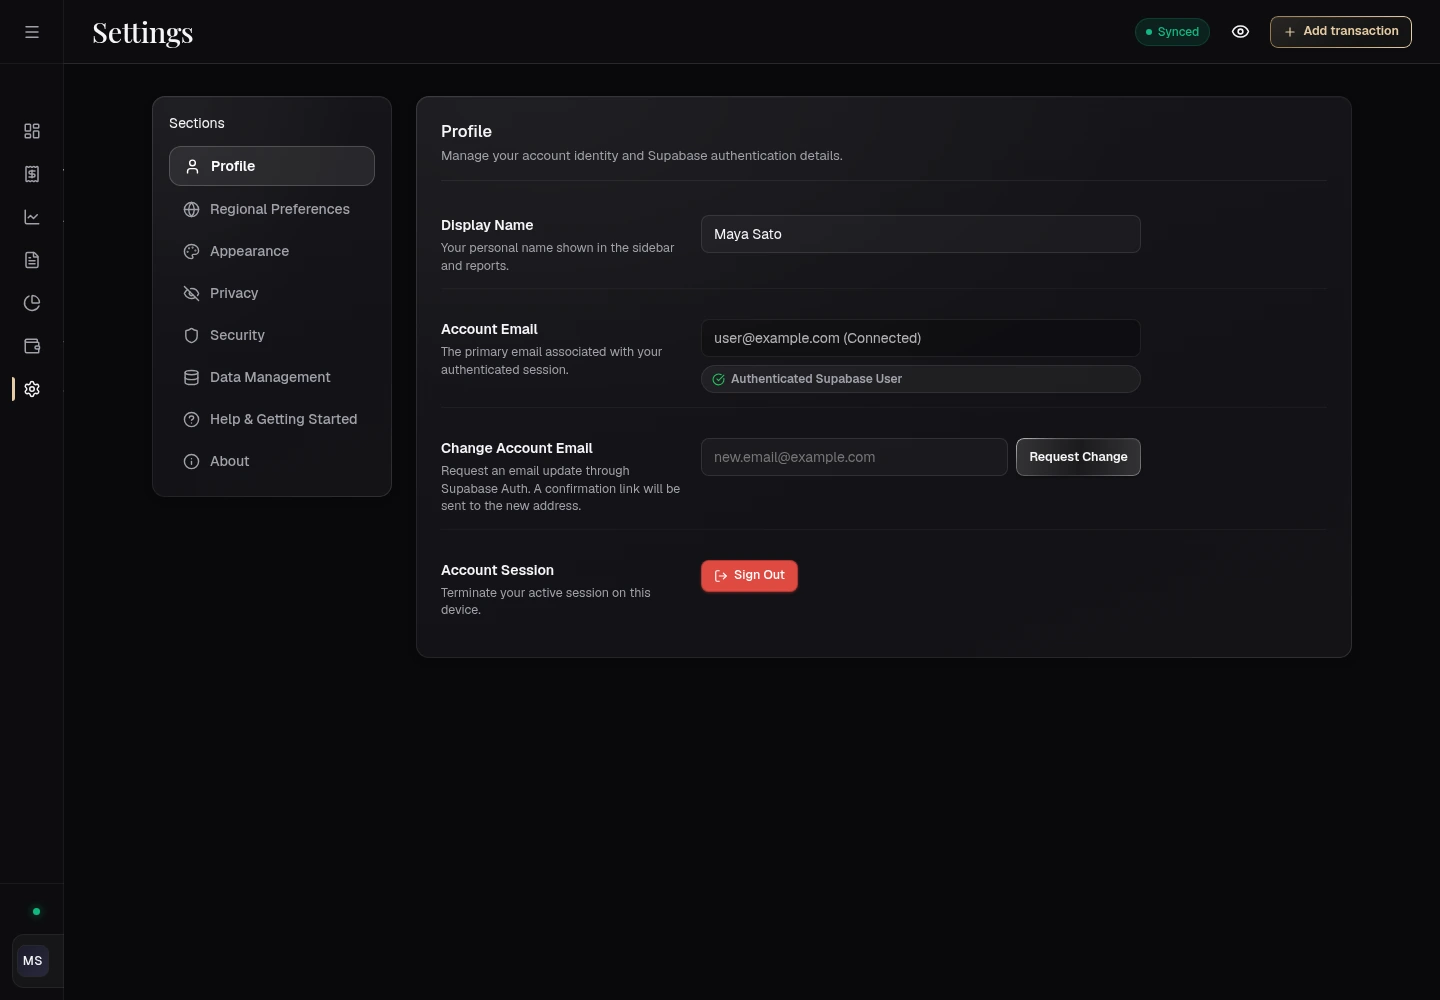 Settings
Synced
Add transaction
Sections
Profile
Regional Preferences
Appearance
Privacy
Security
Data Management
Help & Getting Started
About
Profile
Manage your account identity and Supabase authentication details.
Display Name
Your personal name shown in the sidebar
and reports.
Maya Sato
Account Email
The primary email associated with your
authenticated session.
user@example.com (Connected)
Authenticated Supabase User
Change Account Email
Request an email update through
Supabase Auth. A confirmation link will be
sent to the new address.
new.email@example.com
Request Change
Account Session
Terminate your active session on this
device.
Sign Out
MS